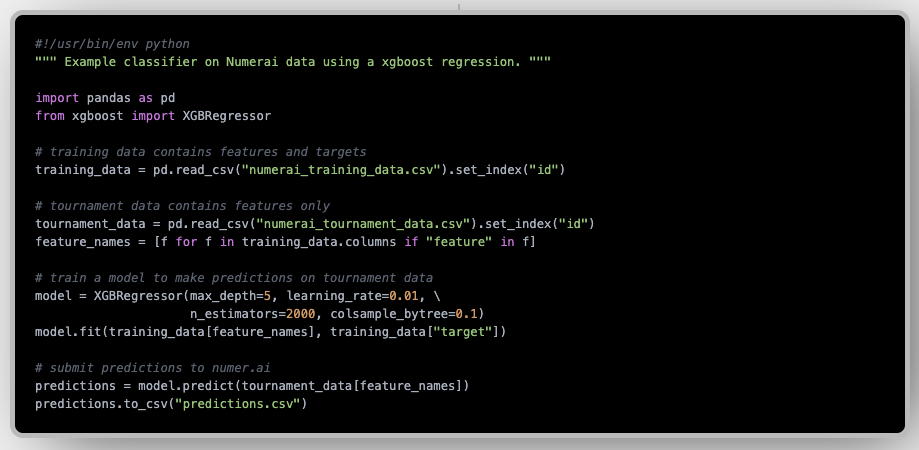 #!/usr/bin/env python
""" Example classifier on Numerai data using a xgboost regression. """
import pandas as pd
from xgboost import XGBRegressor
# training data contains features and targets
training_data = pd.read_csv("numerai_training_data.csv").set_index("id")
# tournament data contains features only
tournament_data = pd.read_csv("numerai_tournament_data.csv").set_index("id")
feature_names = [f for f in training_data.columns if "feature" in f]
# train a model to make predictions on tournament data
model = XGBRegressor(max_depth=5, learning_rate=0.01, \
                     n_estimators=2000, colsample_bytree=0.1)
model.fit(training_data[feature_names], training_data["target"])
# submit predictions to numer.ai
predictions = model.predict(tournament_data[feature_names])
predictions.to_csv("predictions.csv")